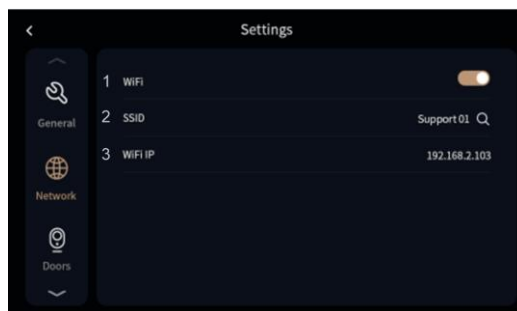 Settings
General
Network
Doors
1 WiFi
2 SSID Support 01
3 WiFi IP 192.168.2.103